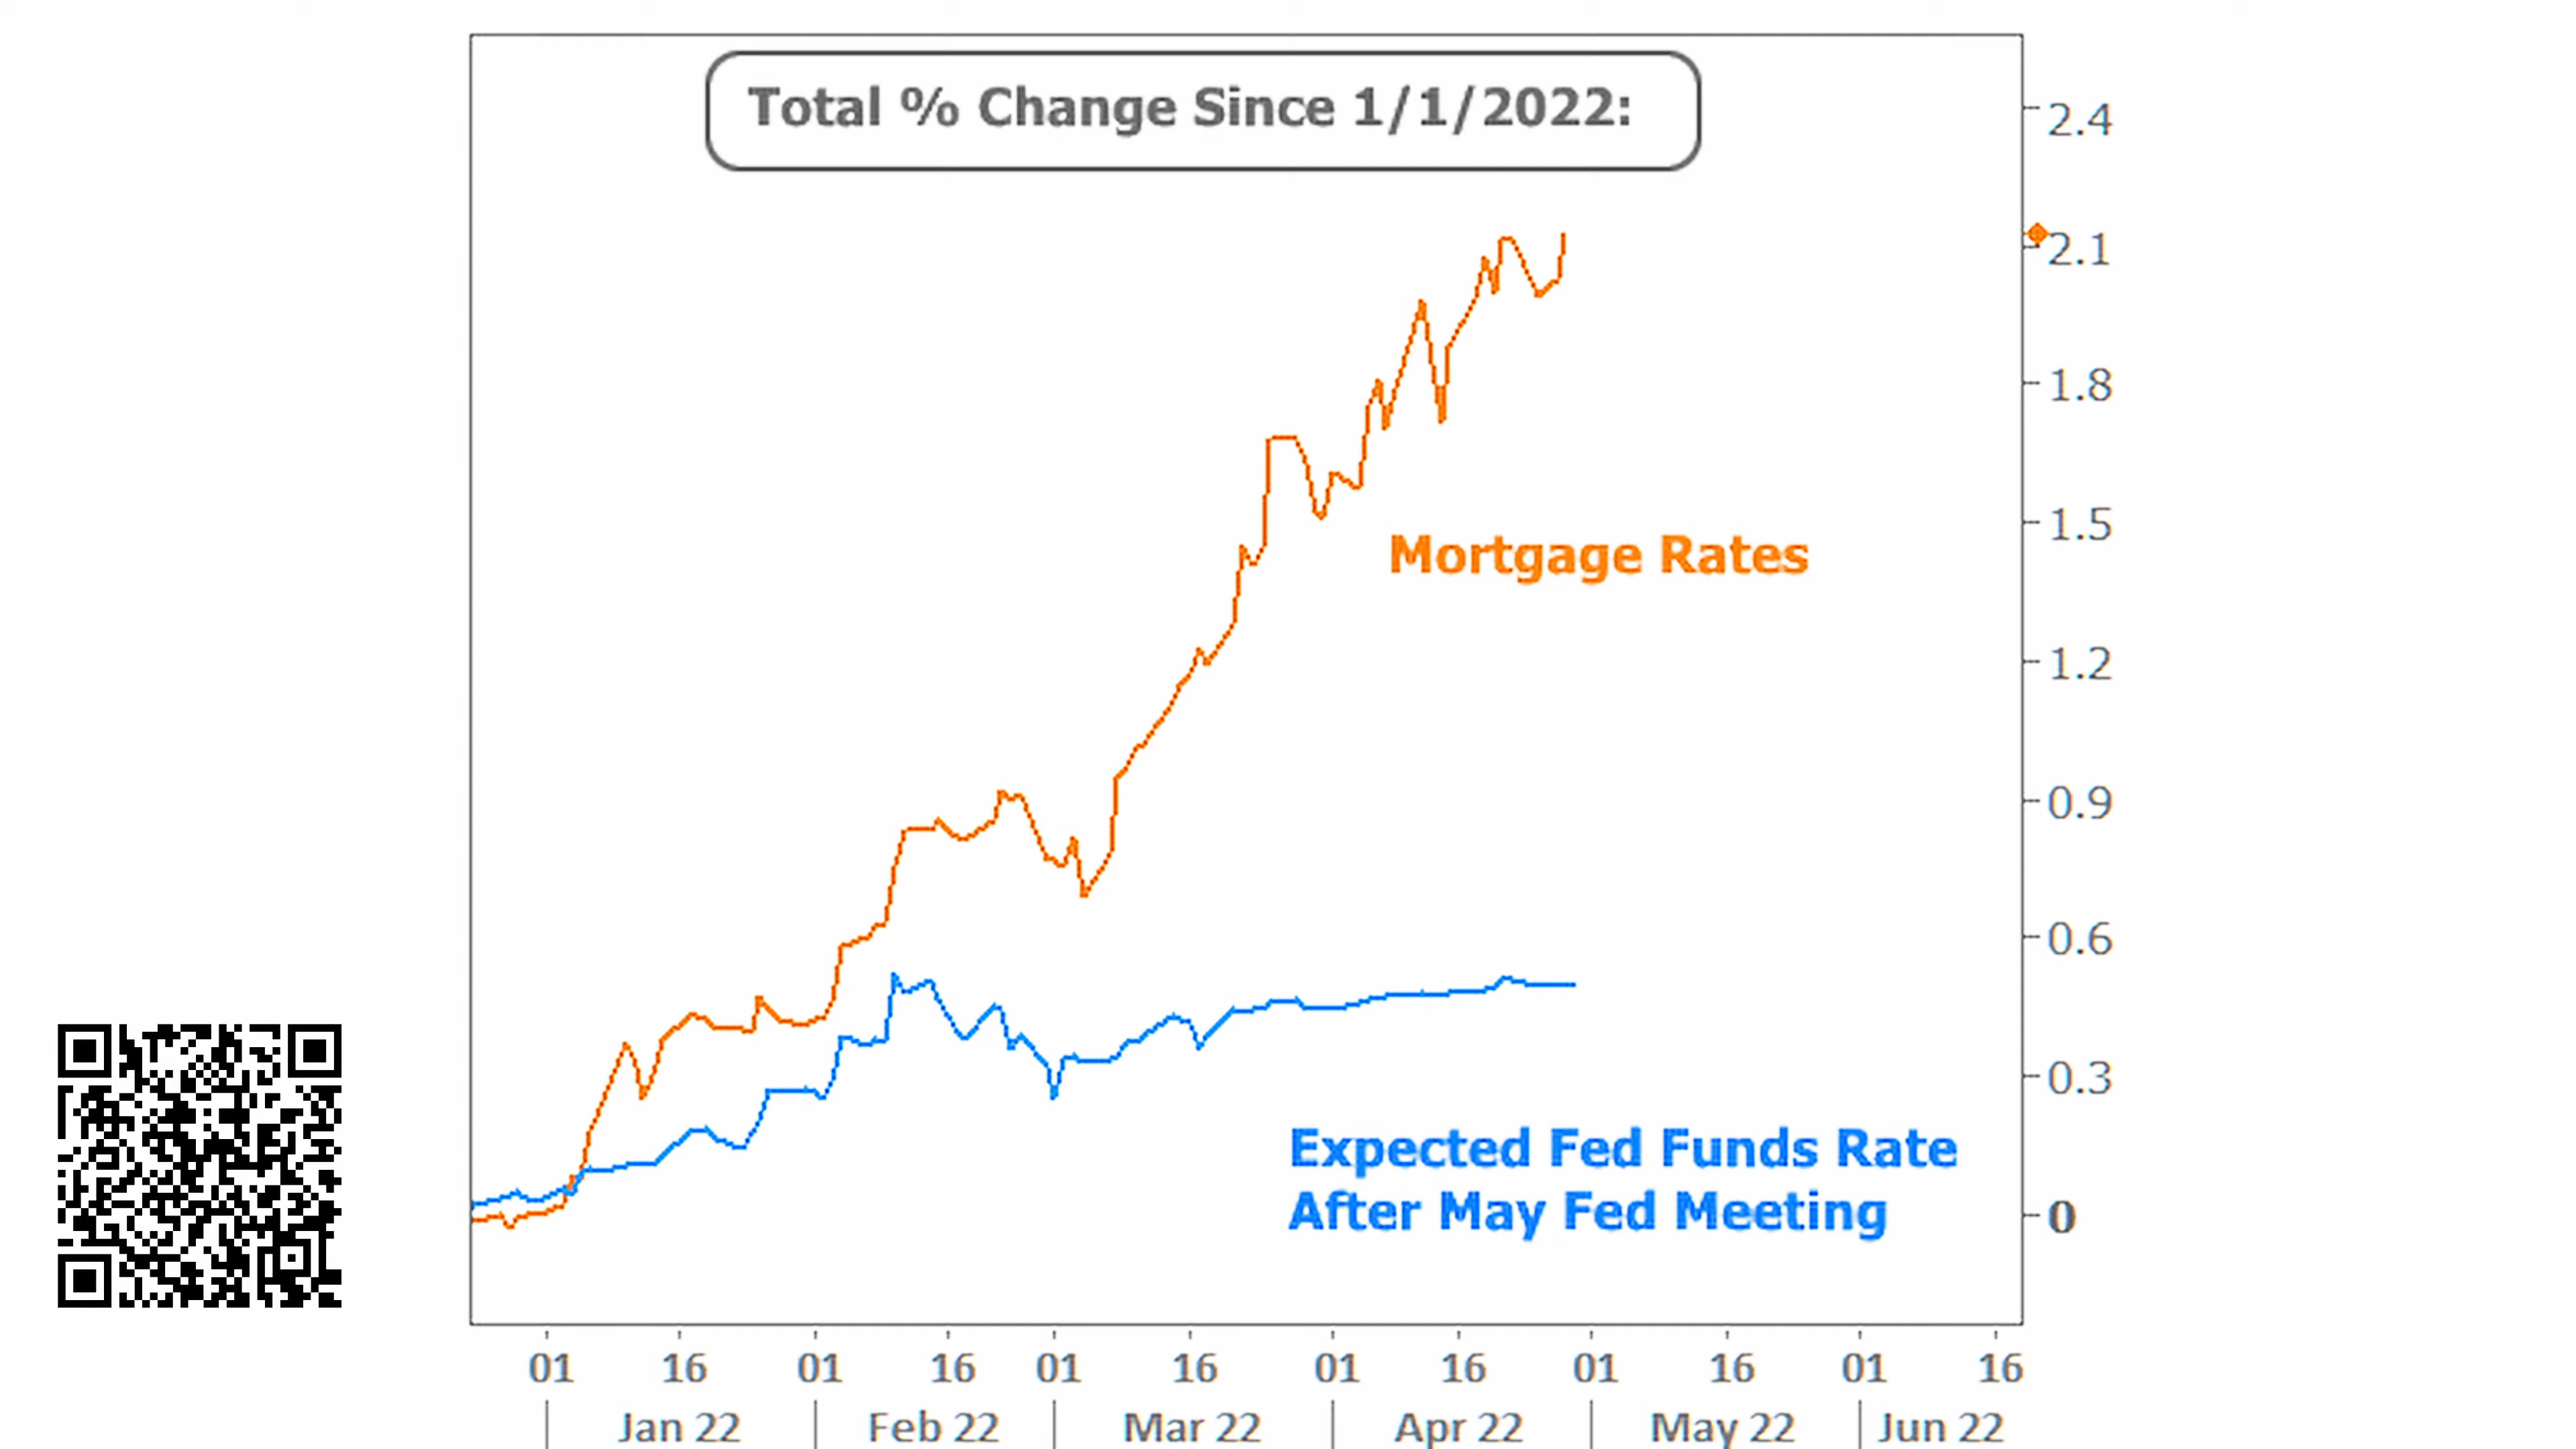 Total % Change Since 1/1/2022:
2.4
2.1
1.8
1.5
Mortgage Rates
1.2
0.9
0.6
0.3
Expected Fed Funds Rate
After May Fed Meeting
0
01 16 01 16 01 16 01 16 01 16 01 16
Jan 22 Feb 22 Mar 22 Apr 22 May 22 Jun 22